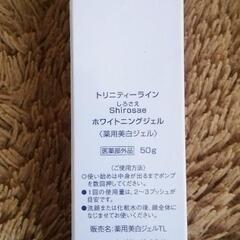 トリニティーライン
しろさえ
Shirosae
ホワイトニングジェル
〈薬用美白ジェル〉
医薬部外品 50g
〈ご使用方法〉
●使い始めは中身が出るまでポンプ
を数回押してください。
●1回の使用量は、2〜3プッシュが
目安です。
●洗顔または化粧水の後、顔全体に
なじませてください。
販売名：薬用美白ジェルTL